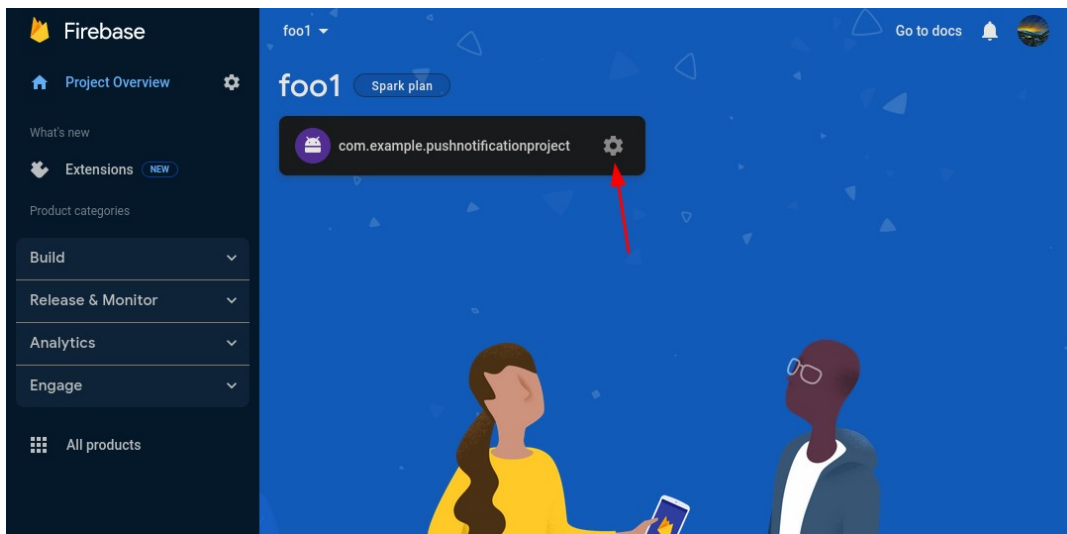 Firebase
foo1
Go to docs
Project Overview
foo1
Spark plan
What's new
com.example.pushnotificationproject
Extensions NEW
Product categories
Build
Release & Monitor
Analytics
Engage
All products